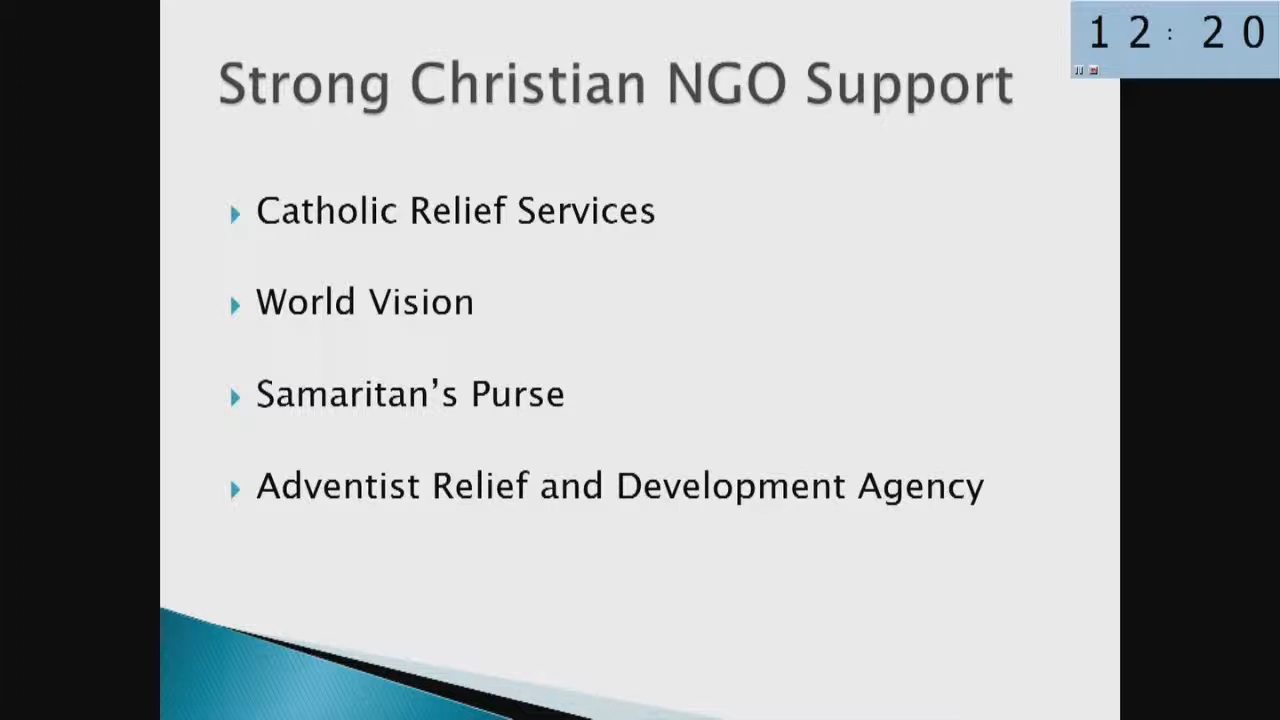 12:20
Strong Christian NGO Support
Catholic Relief Services
World Vision
Samaritan’s Purse
Adventist Relief and Development Agency